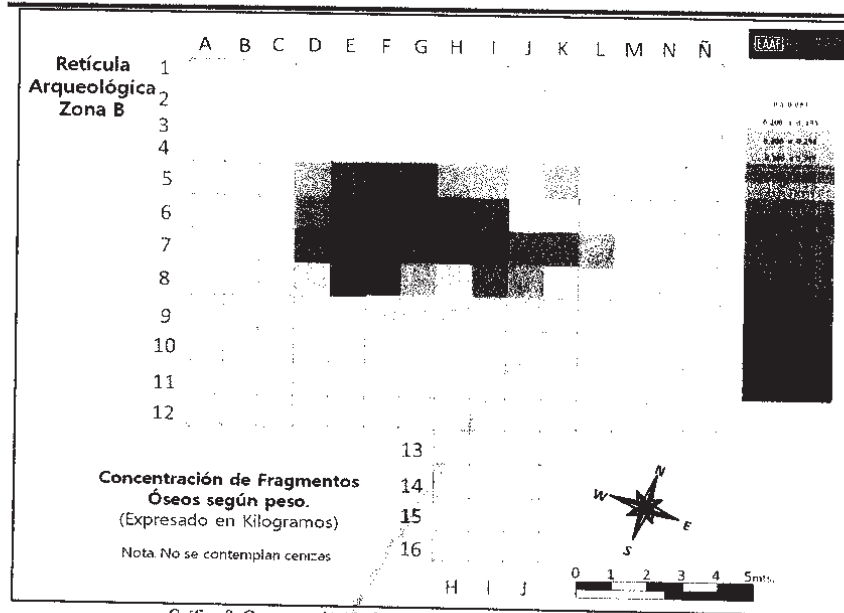 A B C D E F G H I J K L M N Ñ
EAAF
Retícula
Arqueológica
Zona B
1
2
3
4
5
6
7
8
9
10
11
12
13
14
15
16
Concentración de Fragmentos
Óseos según peso.
(Expresado en Kilogramos)
Nota. No se contemplan cenizas
N
W
E
S
H I J
0 1 2 3 4 5mts.